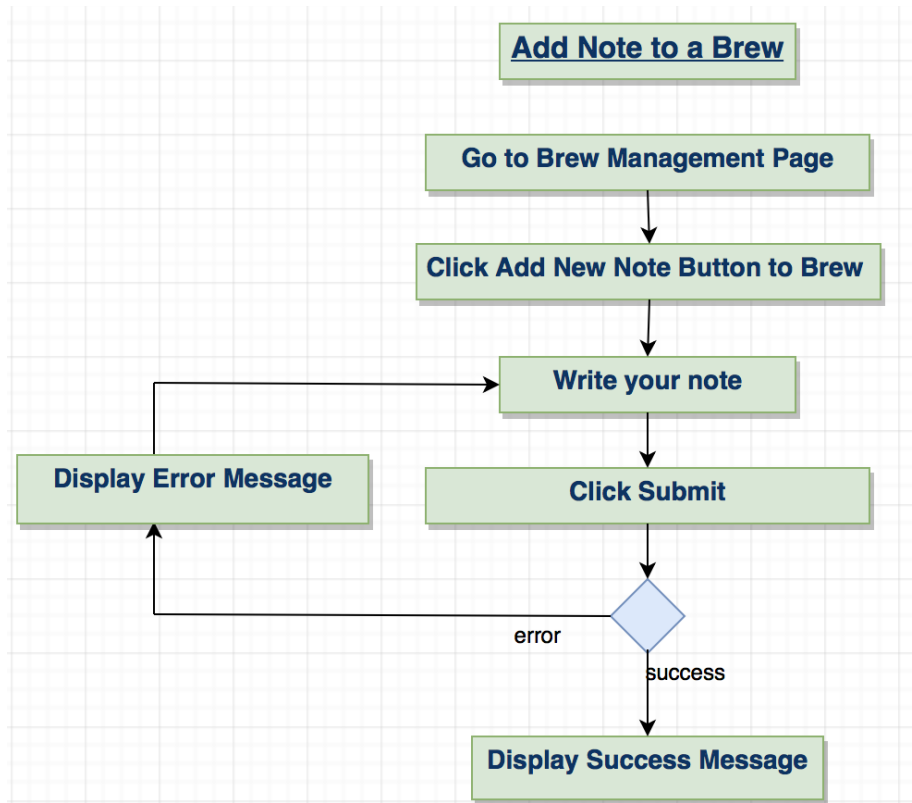 Add Note to a Brew
Go to Brew Management Page
Click Add New Note Button to Brew
Write your note
Display Error Message
Click Submit
error
success
Display Success Message